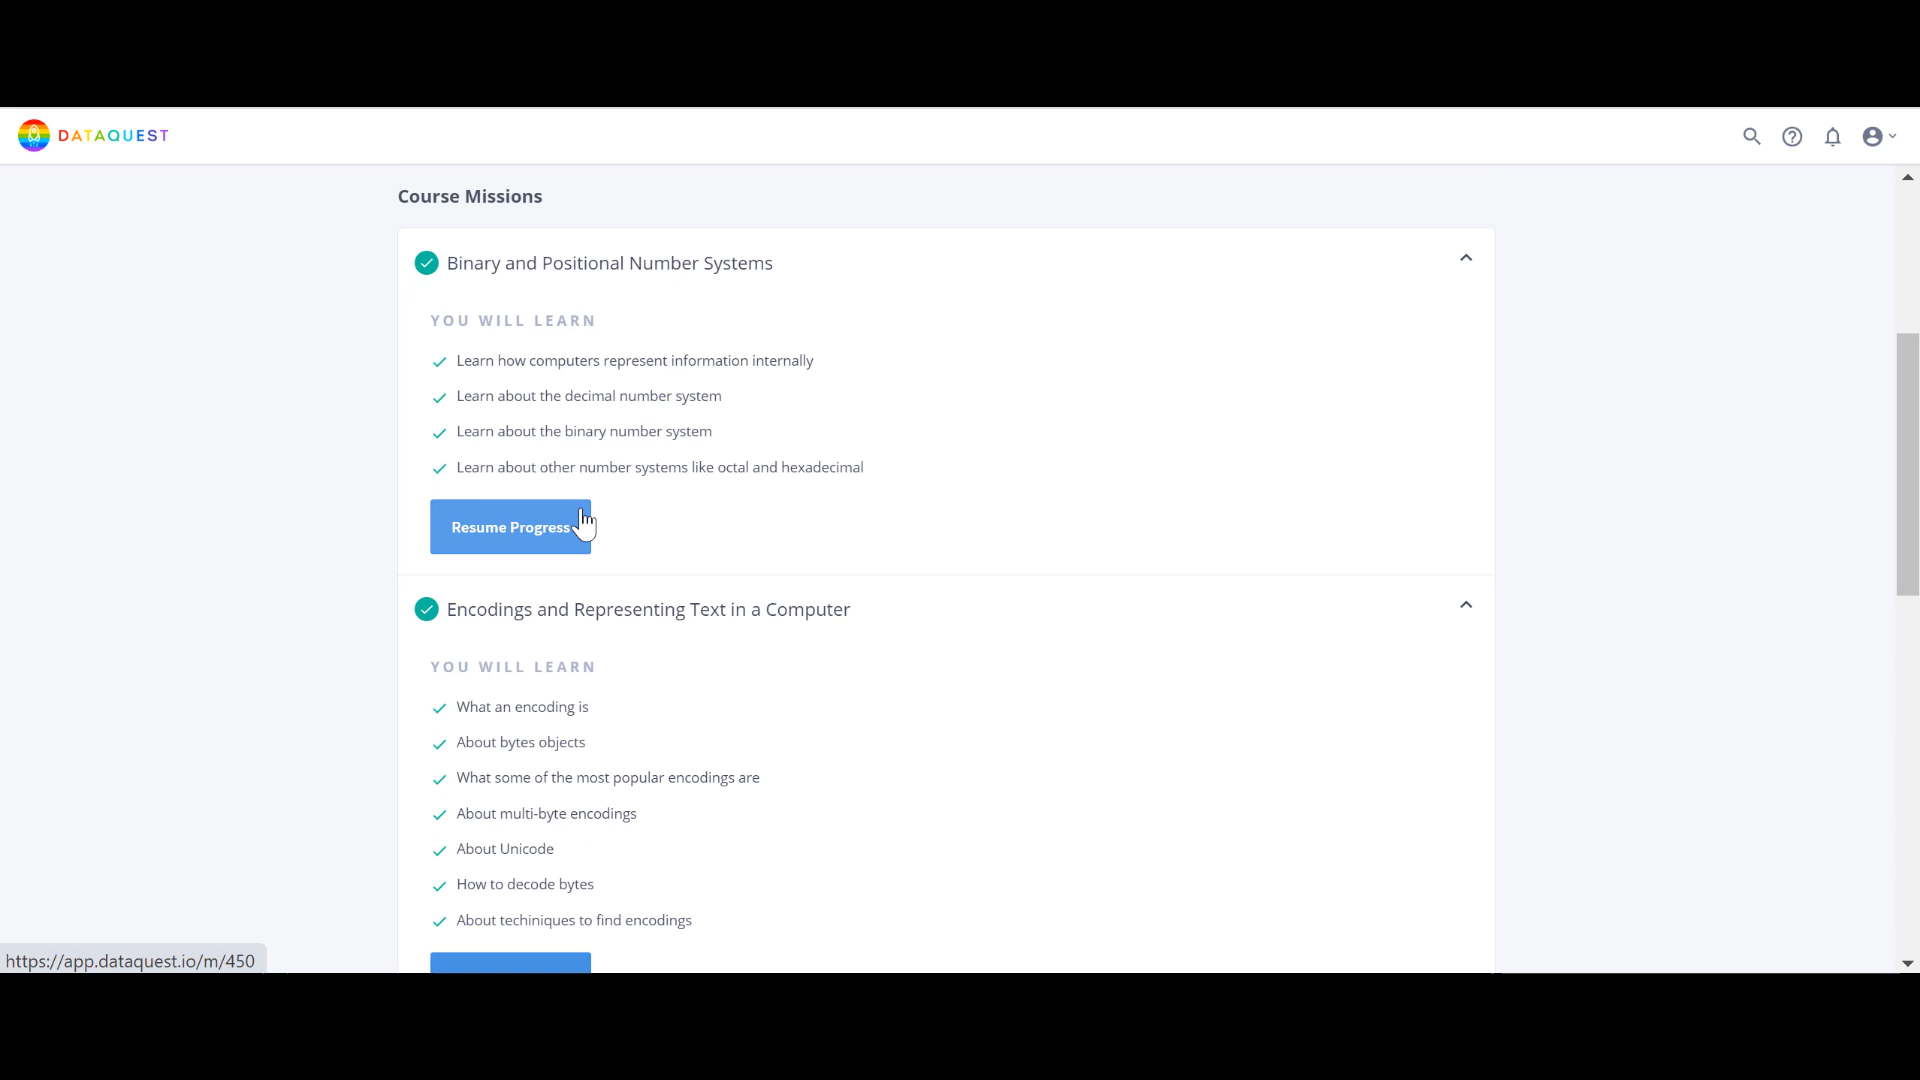 DATAQUEST
Course Missions
Binary and Positional Number Systems
YOU WILL LEARN
Learn how computers represent information internally
Learn about the decimal number system
Learn about the binary number system
Learn about other number systems like octal and hexadecimal
Resume Progress
Encodings and Representing Text in a Computer
YOU WILL LEARN
What an encoding is
About bytes objects
What some of the most popular encodings are
About multi-byte encodings
About Unicode
How to decode bytes
About techiniques to find encodings
https://app.dataquest.io/m/450